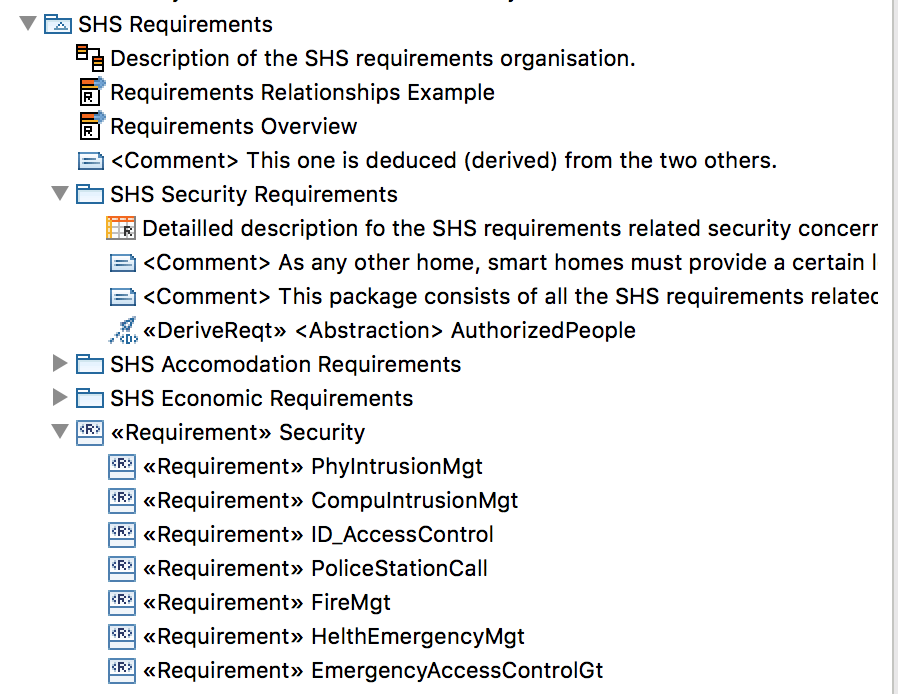 SHS Requirements
Description of the SHS requirements organisation.
Requirements Relationships Example
Requirements Overview
<Comment> This one is deduced (derived) from the two others.
SHS Security Requirements
Detailled description fo the SHS requirements related security concern
<Comment> As any other home, smart homes must provide a certain l
<Comment> This package consists of all the SHS requirements related
«DeriveReqt» <Abstraction> AuthorizedPeople
SHS Accomodation Requirements
SHS Economic Requirements
«Requirement» Security
«Requirement» PhyIntrusionMgt
«Requirement» CompuIntrusionMgt
«Requirement» ID_AccessControl
«Requirement» PoliceStationCall
«Requirement» FireMgt
«Requirement» HelthEmergencyMgt
«Requirement» EmergencyAccessControlGt